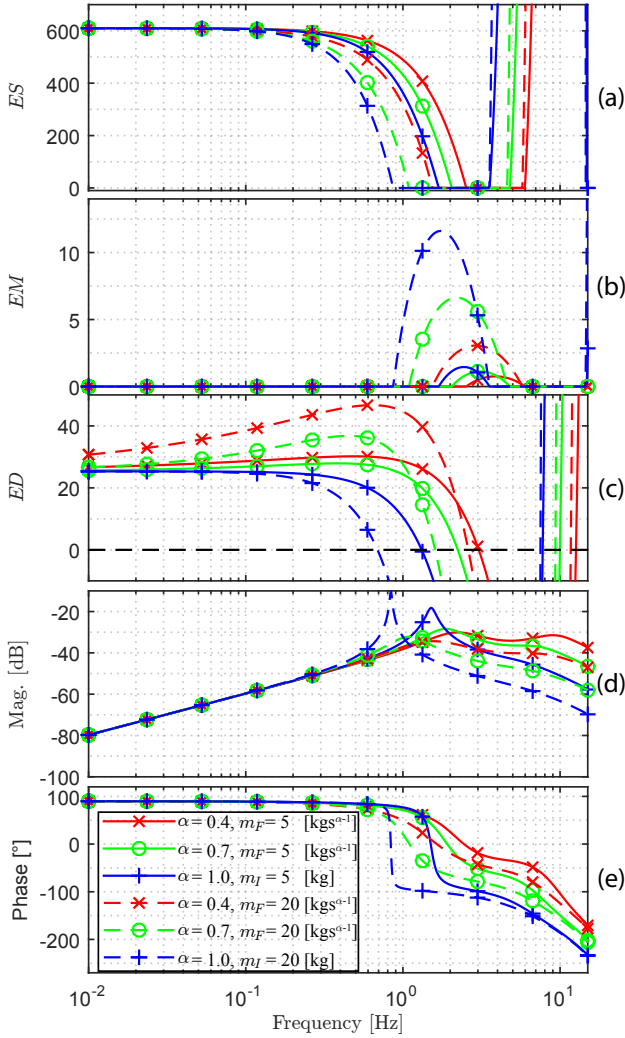 600
400
200
0
ES
(a)
10
5
0
EM
(b)
40
20
0
ED
(c)
-20
-40
-60
-80
-100
Mag. [dB]
(d)
100
0
-100
-200
Phase [°]
(e)
α = 0.4, m_F = 5 [kgs^α-1]
α = 0.7, m_F = 5 [kgs^α-1]
α = 1.0, m_I = 5 [kg]
α = 0.4, m_F = 20 [kgs^α-1]
α = 0.7, m_F = 20 [kgs^α-1]
α = 1.0, m_I = 20 [kg]
10^-2 10^-1 10^0 10^1
Frequency [Hz]